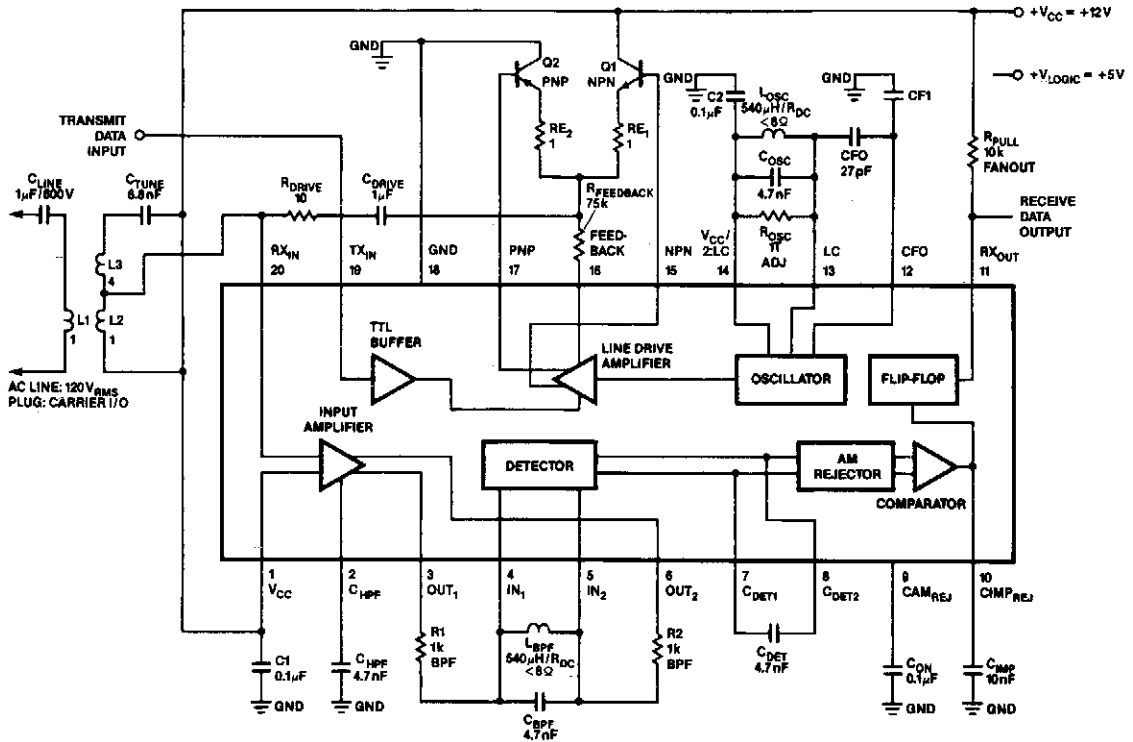 +VCC = +12V
GND
Q2
PNP
Q1
NPN
GND
C2
0.1µF
LOSC
540µH/RDC
<8Ω
GND
CF1
+VLOGIC = +5V
TRANSMIT
DATA
INPUT
RE2
1
RE1
1
COSC
4.7nF
CFO
27pF
RPULL
10k
FANOUT
CLINE
1µF/600V
CTUNE
6.8nF
RDRIVE
10
CDRIVE
1µF
RFEEDBACK
75k
RECEIVE
DATA
OUTPUT
RXIN
20
TXIN
19
GND
18
PNP
17
FEED-
BACK
16
NPN
15
VCC/
2:LC
14
ROSC
ADJ
LC
13
CFO
12
RXOUT
11
L3
4
L1
1
L2
1
TTL
BUFFER
LINE DRIVE
AMPLIFIER
OSCILLATOR
FLIP-FLOP
AC LINE: 120VRMS
PLUG: CARRIER I/O
INPUT
AMPLIFIER
DETECTOR
AM
REJECTOR
COMPARATOR
1
VCC
2
CHPF
3
OUT1
4
IN1
5
IN2
6
OUT2
7
CDET1
8
CDET2
9
CAMREJ
10
CIMPREJ
C1
0.1µF
GND
CHPF
4.7nF
GND
R1
1k
BPF
LBPF
540µH/RDC
<8Ω
CBPF
4.7nF
R2
1k
BPF
CDET
4.7nF
CON
0.1µF
GND
CIMP
10nF
GND